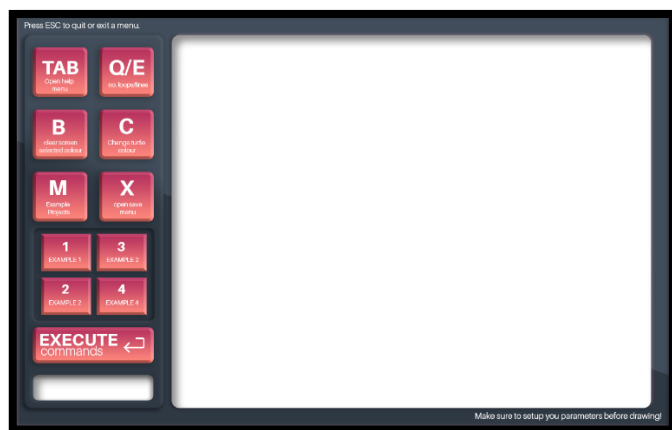 Press ESC to quit or exit a menu.
TAB
Open help
menu
Q/E
no. loops/lines
B
clear screen
selected colour
C
Change turtle
colour
M
Example
Projects
X
open save
menu
1
EXAMPLE 1
3
EXAMPLE 3
2
EXAMPLE 2
4
EXAMPLE 4
EXECUTE
commands
Make sure to setup you parameters before drawing!